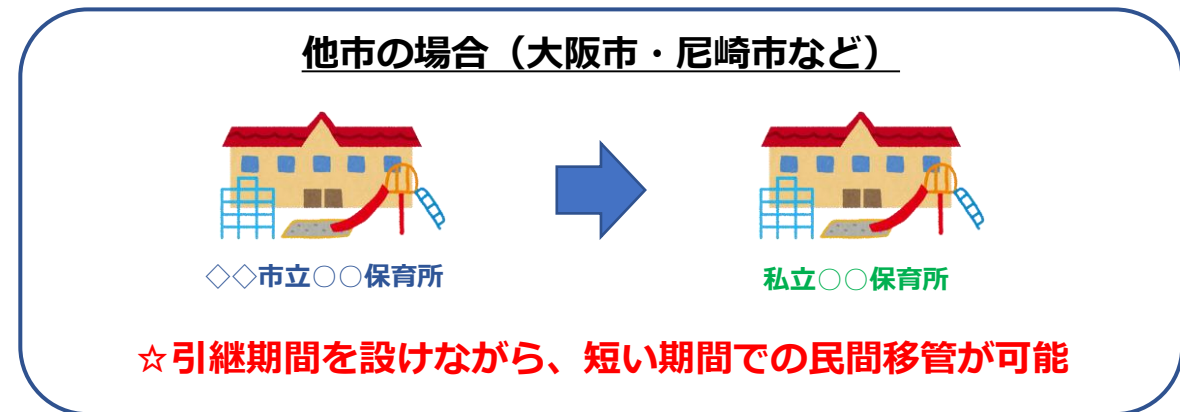 他市の場合（大阪市・尼崎市など）
◇◇市立○○保育所
私立○○保育所
☆引継期間を設けながら、短い期間での民間移管が可能